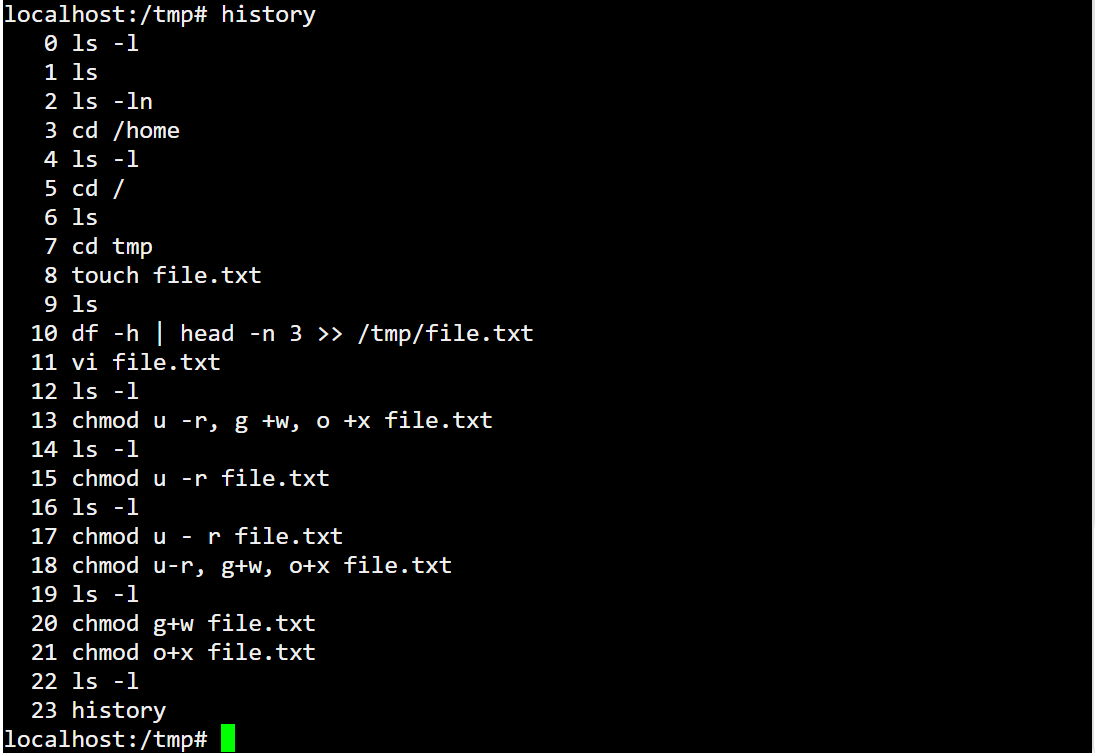 localhost:/tmp# history
0 ls -l
1 ls
2 ls -ln
3 cd /home
4 ls -l
5 cd /
6 ls
7 cd tmp
8 touch file.txt
9 ls
10 df -h | head -n 3 >> /tmp/file.txt
11 vi file.txt
12 ls -l
13 chmod u -r, g +w, o +x file.txt
14 ls -l
15 chmod u -r file.txt
16 ls -l
17 chmod u - r file.txt
18 chmod u-r, g+w, o+x file.txt
19 ls -l
20 chmod g+w file.txt
21 chmod o+x file.txt
22 ls -l
23 history
localhost:/tmp#